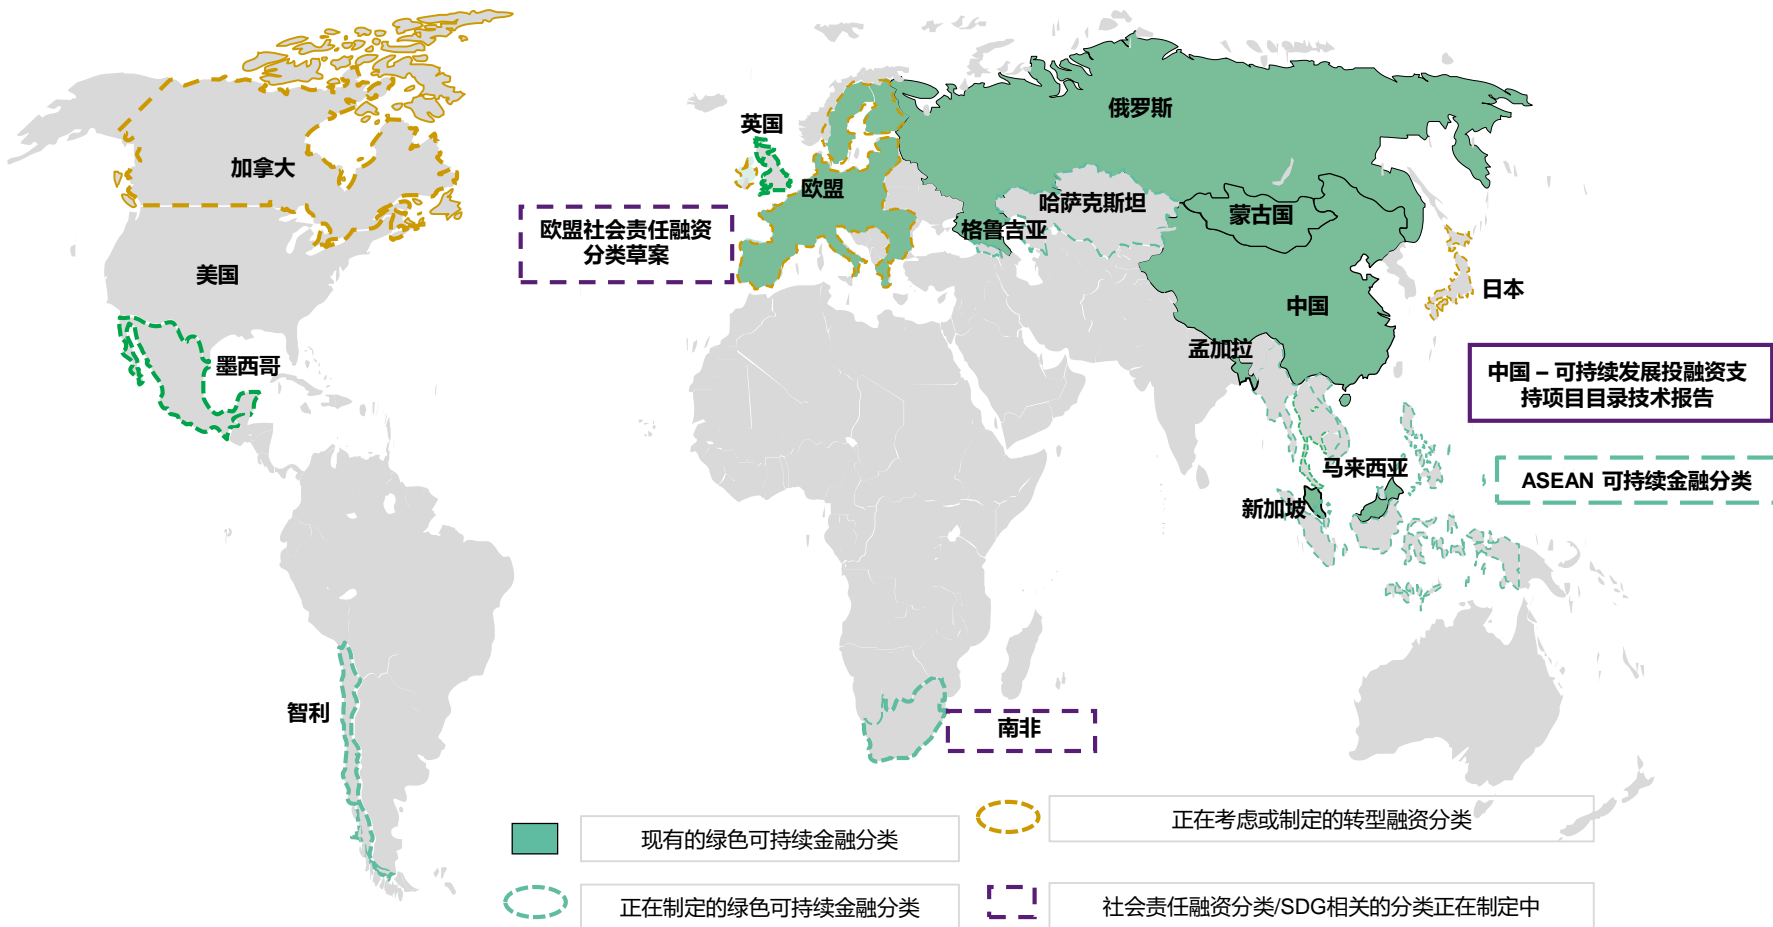 俄罗斯
英国
加拿大
欧盟
哈萨克斯坦
蒙古国
欧盟社会责任融资
分类草案
格鲁吉亚
美国
日本
中国
孟加拉
墨西哥
中国 – 可持续发展投融资支
持项目目录技术报告
马来西亚
ASEAN 可持续金融分类
新加坡
智利
南非
现有的绿色可持续金融分类
正在考虑或制定的转型融资分类
正在制定的绿色可持续金融分类
社会责任融资分类/SDG相关的分类正在制定中